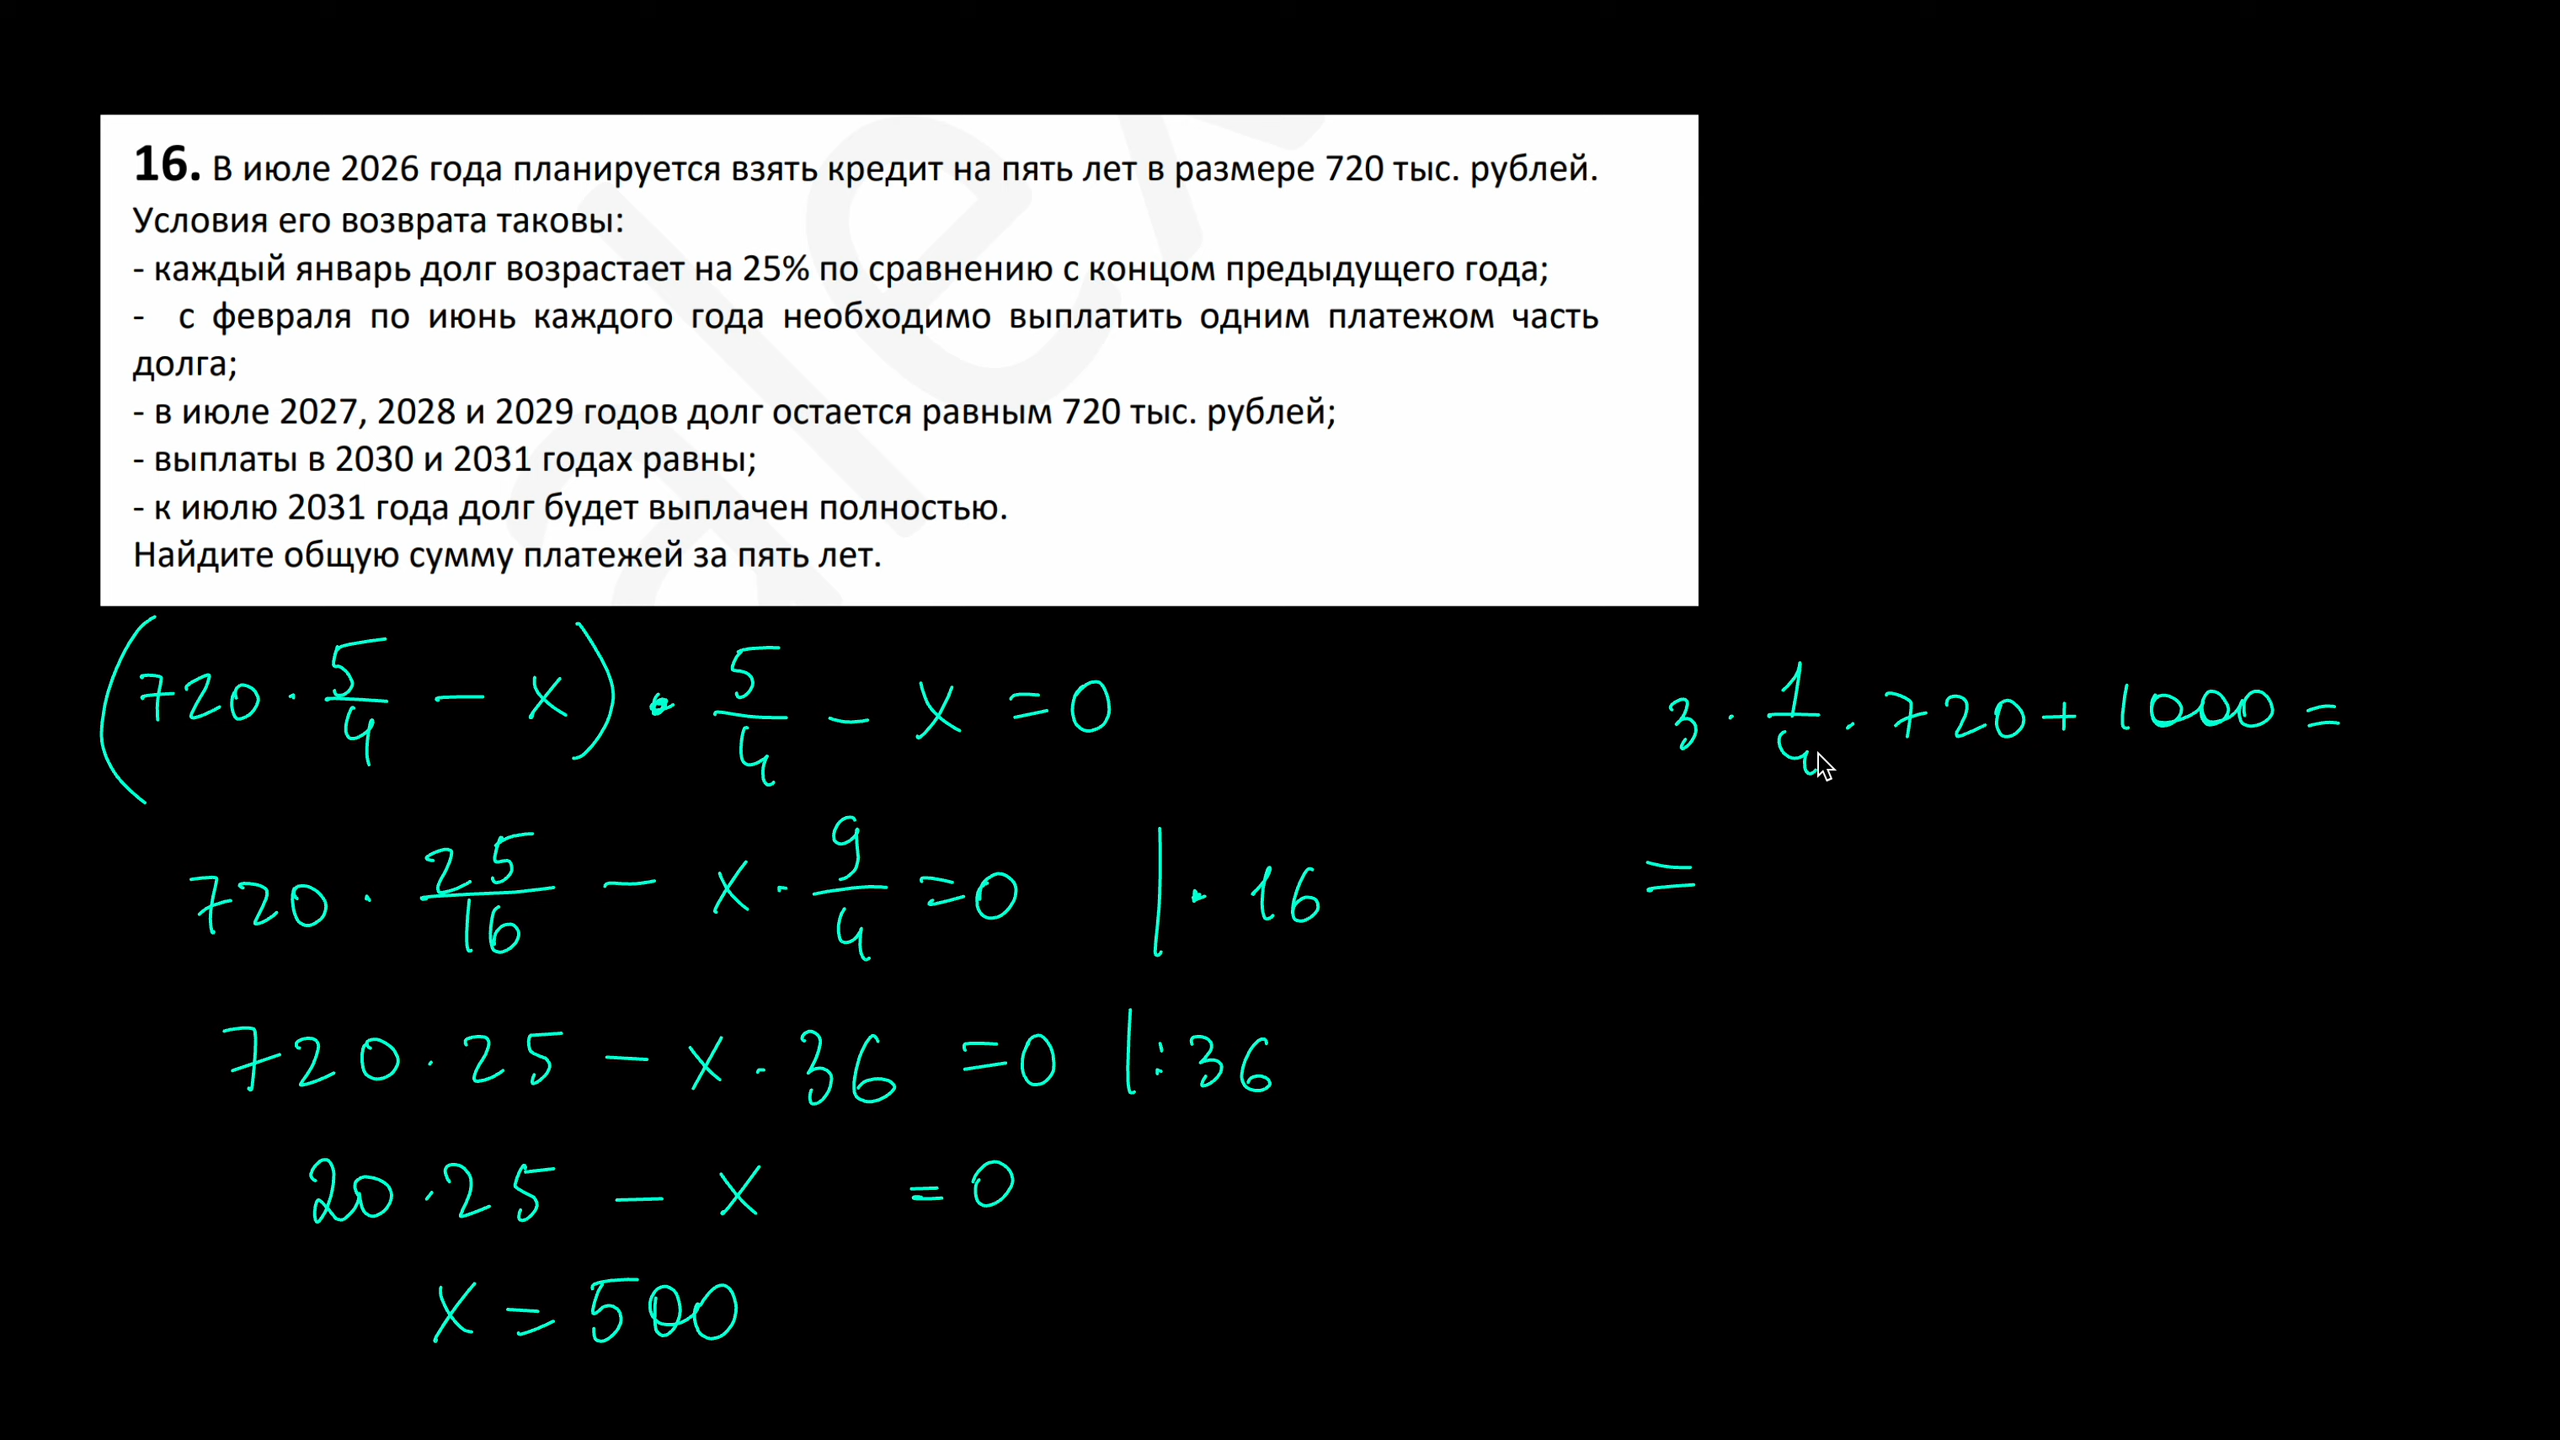 16. В июле 2026 года планируется взять кредит на пять лет в размере 720 тыс. рублей.
Условия его возврата таковы:
- каждый январь долг возрастает на 25% по сравнению с концом предыдущего года;
- с февраля по июнь каждого года необходимо выплатить одним платежом часть
долга;
- в июле 2027, 2028 и 2029 годов долг остается равным 720 тыс. рублей;
- выплаты в 2030 и 2031 годах равны;
- к июлю 2031 года долг будет выплачен полностью.
Найдите общую сумму платежей за пять лет.
(720 · 5/4 − x) · 5/4 − x = 0
720 · 25/16 − x · 9/4 = 0 | · 16
720 · 25 − x · 36 = 0 | : 36
20 · 25 − x = 0
x = 500
3 · 1/4 · 720 + 1000 =
=